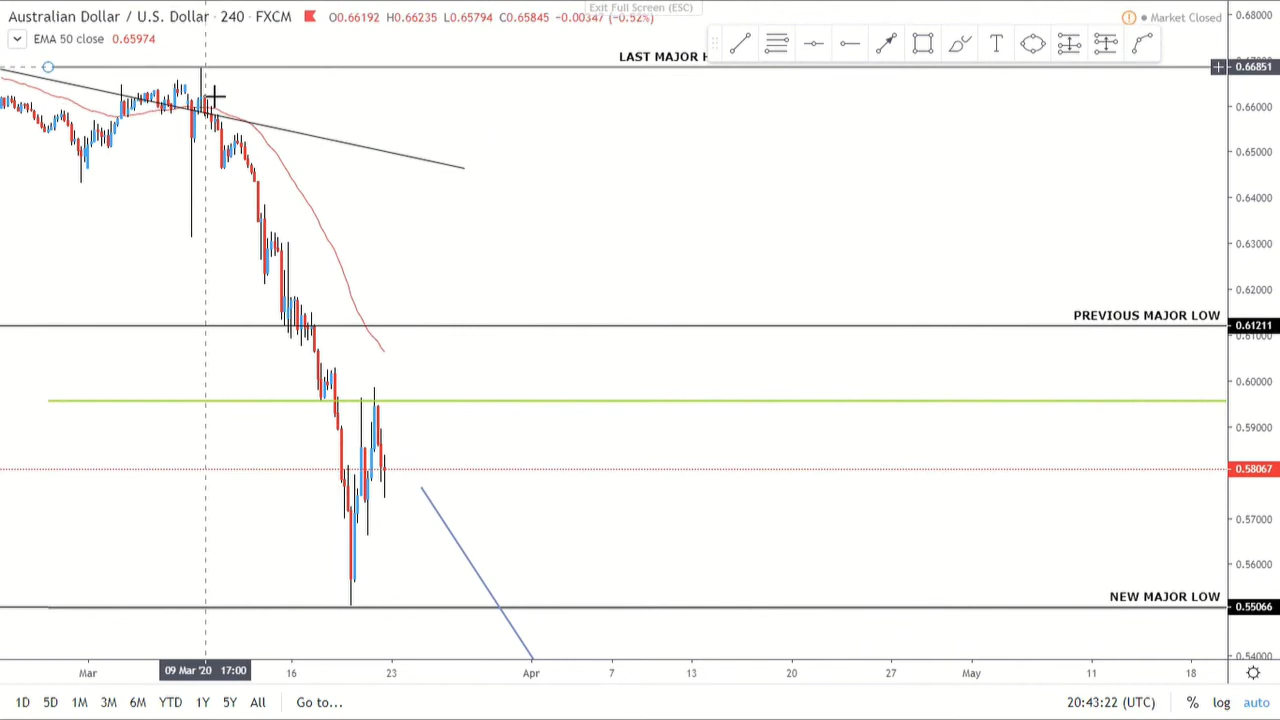 Exit Full Screen (ESC)
Australian Dollar / U.S. Dollar · 240 · FXCM O0.66192 H0.66235 L0.65794 C0.65845 −0.00347 (−0.52%)
Market Closed
EMA 50 close 0.65974
T
LAST MAJOR H
0.68000
0.66851
0.66000
0.65000
0.64000
0.63000
0.62000
PREVIOUS MAJOR LOW
0.61211
0.61000
0.60000
0.59000
0.58067
0.57000
0.56000
NEW MAJOR LOW
0.55066
0.54000
Mar 09 Mar '20 17:00 16 23 Apr 7 13 20 27 May 11 18
1D 5D 1M 3M 6M YTD 1Y 5Y All Go to... 20:43:22 (UTC) % log auto